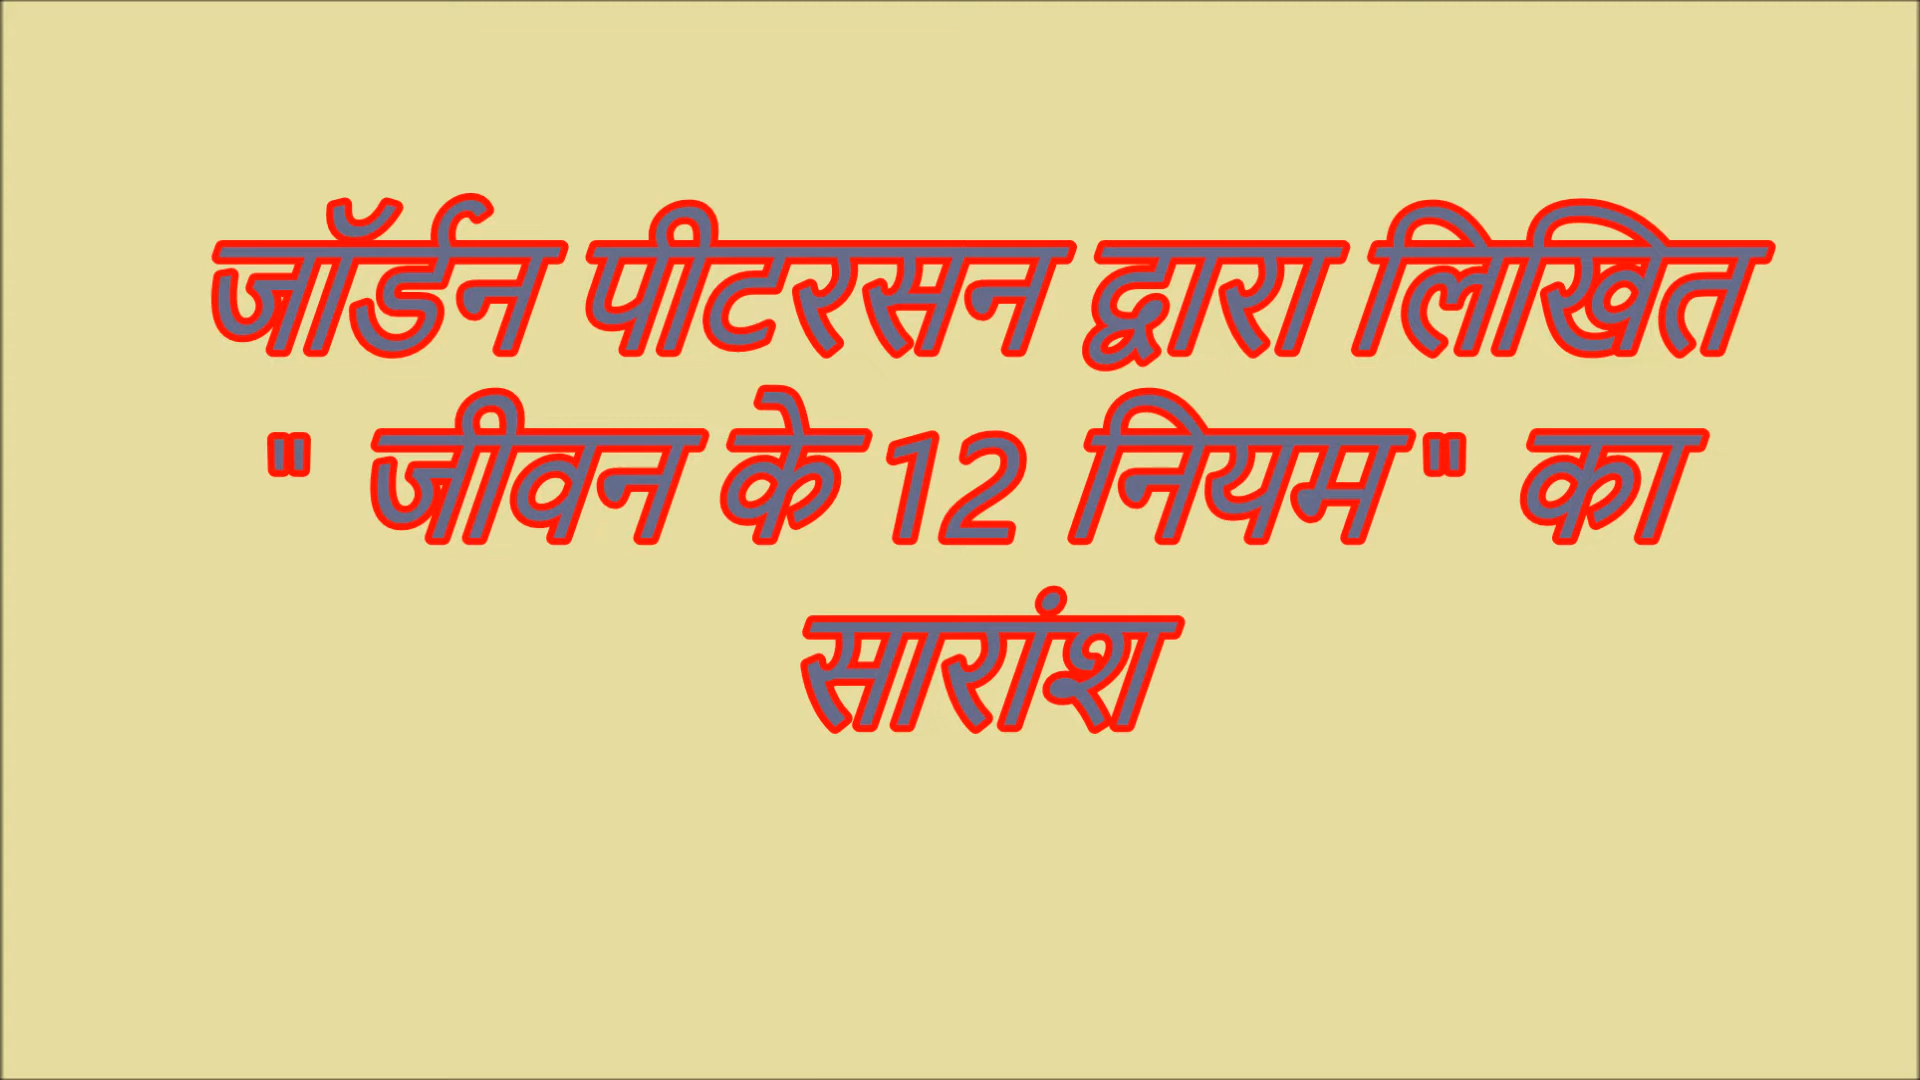 जॉर्डन पीटरसन द्वारा लिखित
" जीवन के 12 नियम " का
सारांश